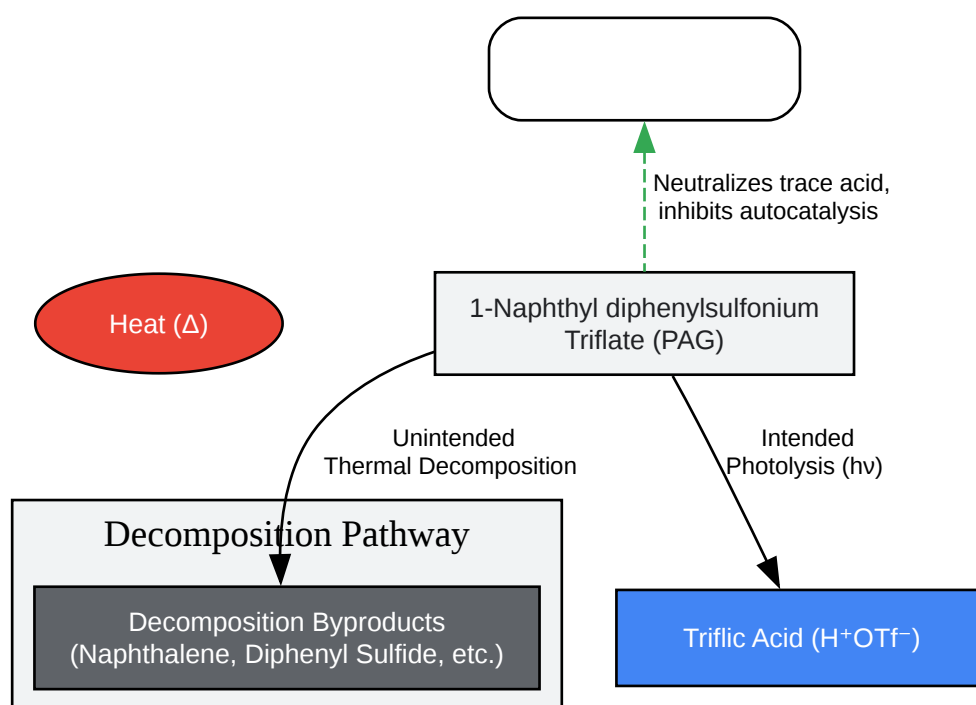 Neutralizes trace acid,
inhibits autocatalysis
Heat (Δ)
1-Naphthyl diphenylsulfonium
Triflate (PAG)
Unintended
Thermal Decomposition
Intended
Photolysis (hν)
Decomposition Pathway
Decomposition Byproducts
(Naphthalene, Diphenyl Sulfide, etc.)
Triflic Acid (H⁺OTf⁻)